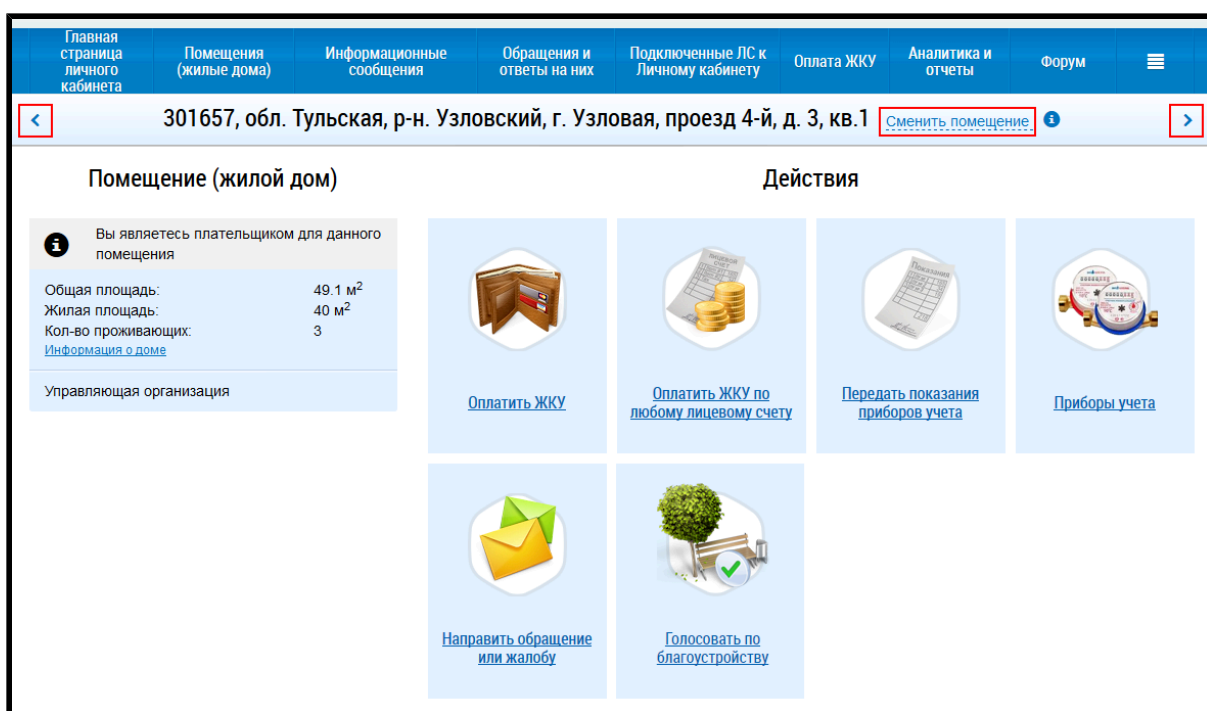 Главная
страница
личного
кабинета
Помещения
(жилые дома)
Информационные
сообщения
Обращения и
ответы на них
Подключенные ЛС к
Личному кабинету
Оплата ЖКУ
Аналитика и
отчеты
Форум
301657, обл. Тульская, р-н. Узловский, г. Узловая, проезд 4-й, д. 3, кв.1 Сменить помещение
Помещение (жилой дом)
Действия
Вы являетесь плательщиком для данного
помещения
Общая площадь: 49.1 м²
Жилая площадь: 40 м²
Кол-во проживающих: 3
Информация о доме
Управляющая организация
Оплатить ЖКУ
ЛИЦЕВОЙ
СЧЕТ
Оплатить ЖКУ по
любому лицевому счету
Показания
Передать показания
приборов учета
Приборы учета
Направить обращение
или жалобу
Голосовать по
благоустройству